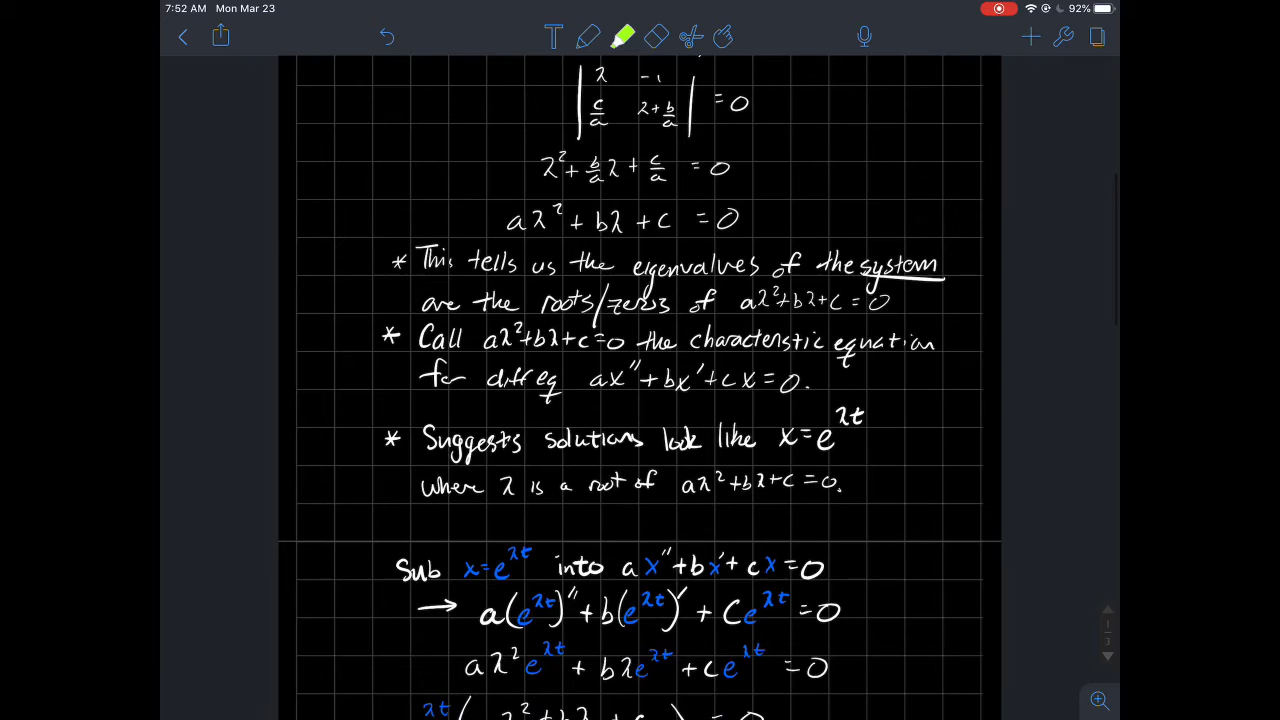 7:52 AM Mon Mar 23
92%
T
| λ -1 |
| c/a λ+b/a | = 0
λ² + b/a λ + c/a = 0
aλ² + bλ + c = 0
* This tells us the eigenvalues of the system
are the roots/zeros of aλ²+bλ+c=0
* Call aλ²+bλ+c=0 the characteristic equation
for diff eq ax''+bx'+cx=0.
* Suggests solutions look like x=e^λt
where λ is a root of aλ²+bλ+c=0.
Sub x=e^λt into ax''+bx'+cx=0
→ a(e^λt)''+b(e^λt)'+ce^λt=0
aλ²e^λt + bλe^λt + ce^λt = 0
1
3